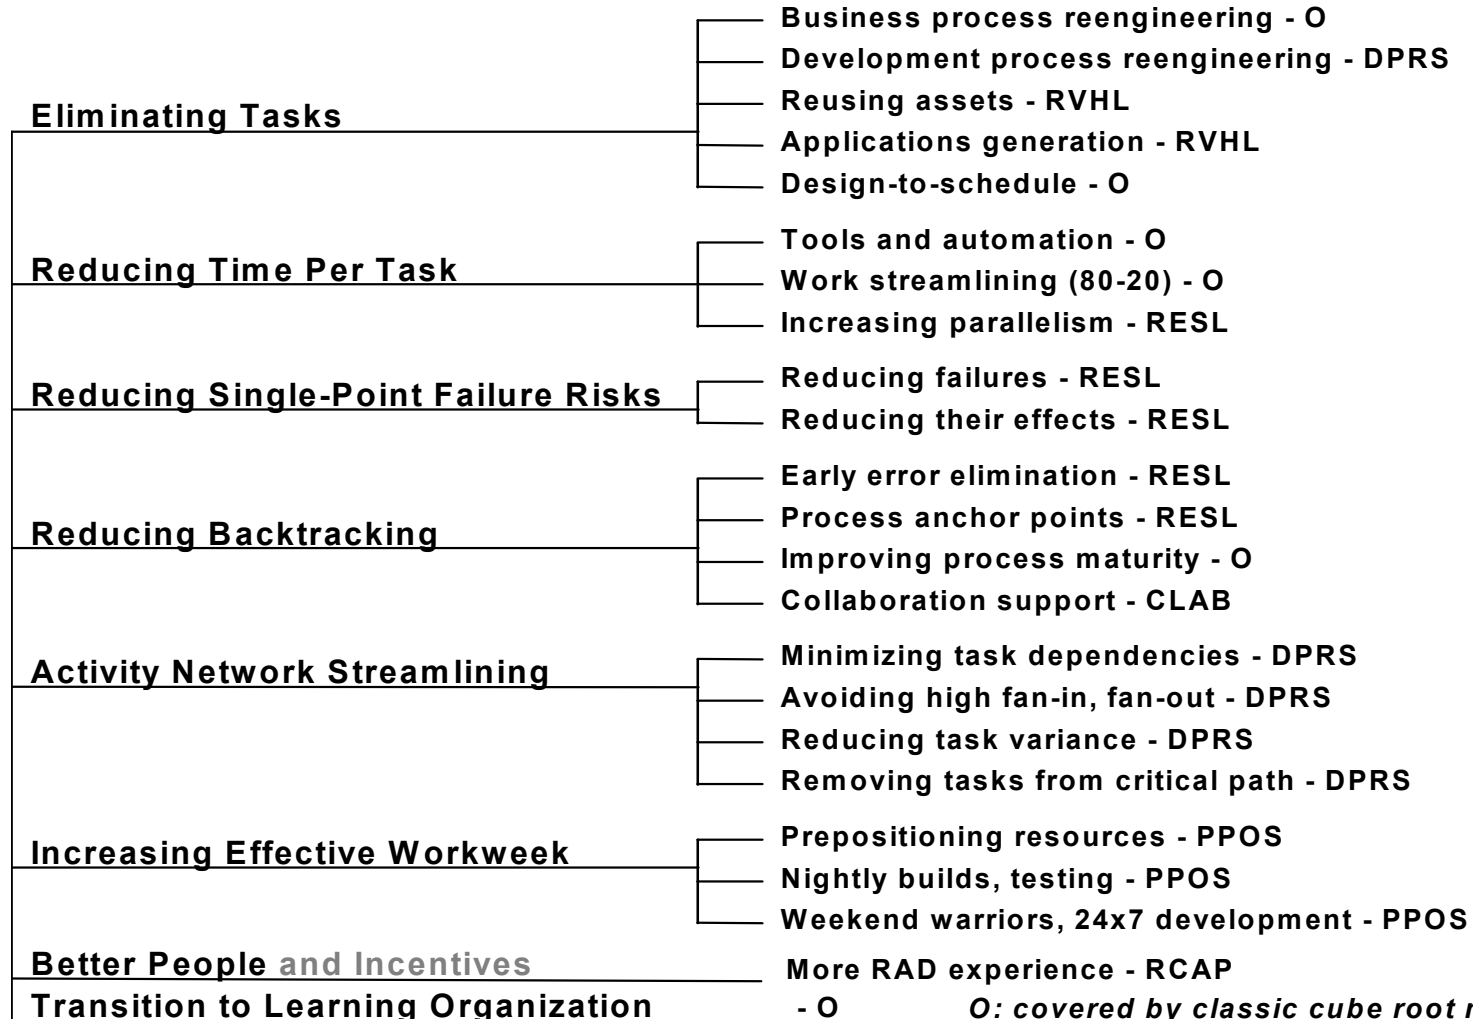 Business process reengineering - O
Development process reengineering - DPRS
Reusing assets - RVHL
Eliminating Tasks
Applications generation - RVHL
Design-to-schedule - O
Tools and automation - O
Reducing Time Per Task
Work streamlining (80-20) - O
Increasing parallelism - RESL
Reducing failures - RESL
Reducing Single-Point Failure Risks
Reducing their effects - RESL
Early error elimination - RESL
Process anchor points - RESL
Reducing Backtracking
Improving process maturity - O
Collaboration support - CLAB
Minimizing task dependencies - DPRS
Activity Network Streamlining
Avoiding high fan-in, fan-out - DPRS
Reducing task variance - DPRS
Removing tasks from critical path - DPRS
Prepositioning resources - PPOS
Increasing Effective Workweek
Nightly builds, testing - PPOS
Weekend warriors, 24x7 development - PPOS
Better People and Incentives
More RAD experience - RCAP
Transition to Learning Organization - O
O: covered by classic cube root